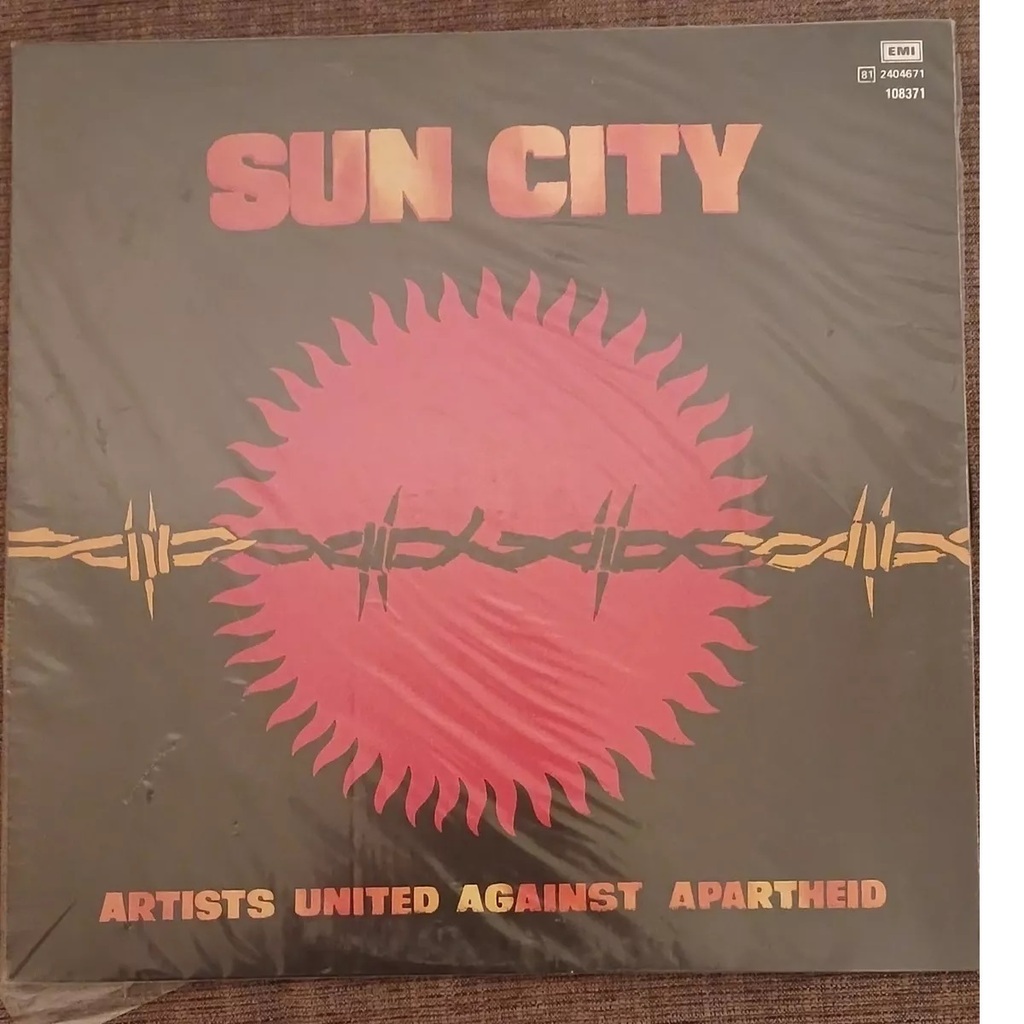 EMI
81 2404671
108371
SUN CITY
ARTISTS UNITED AGAINST APARTHEID